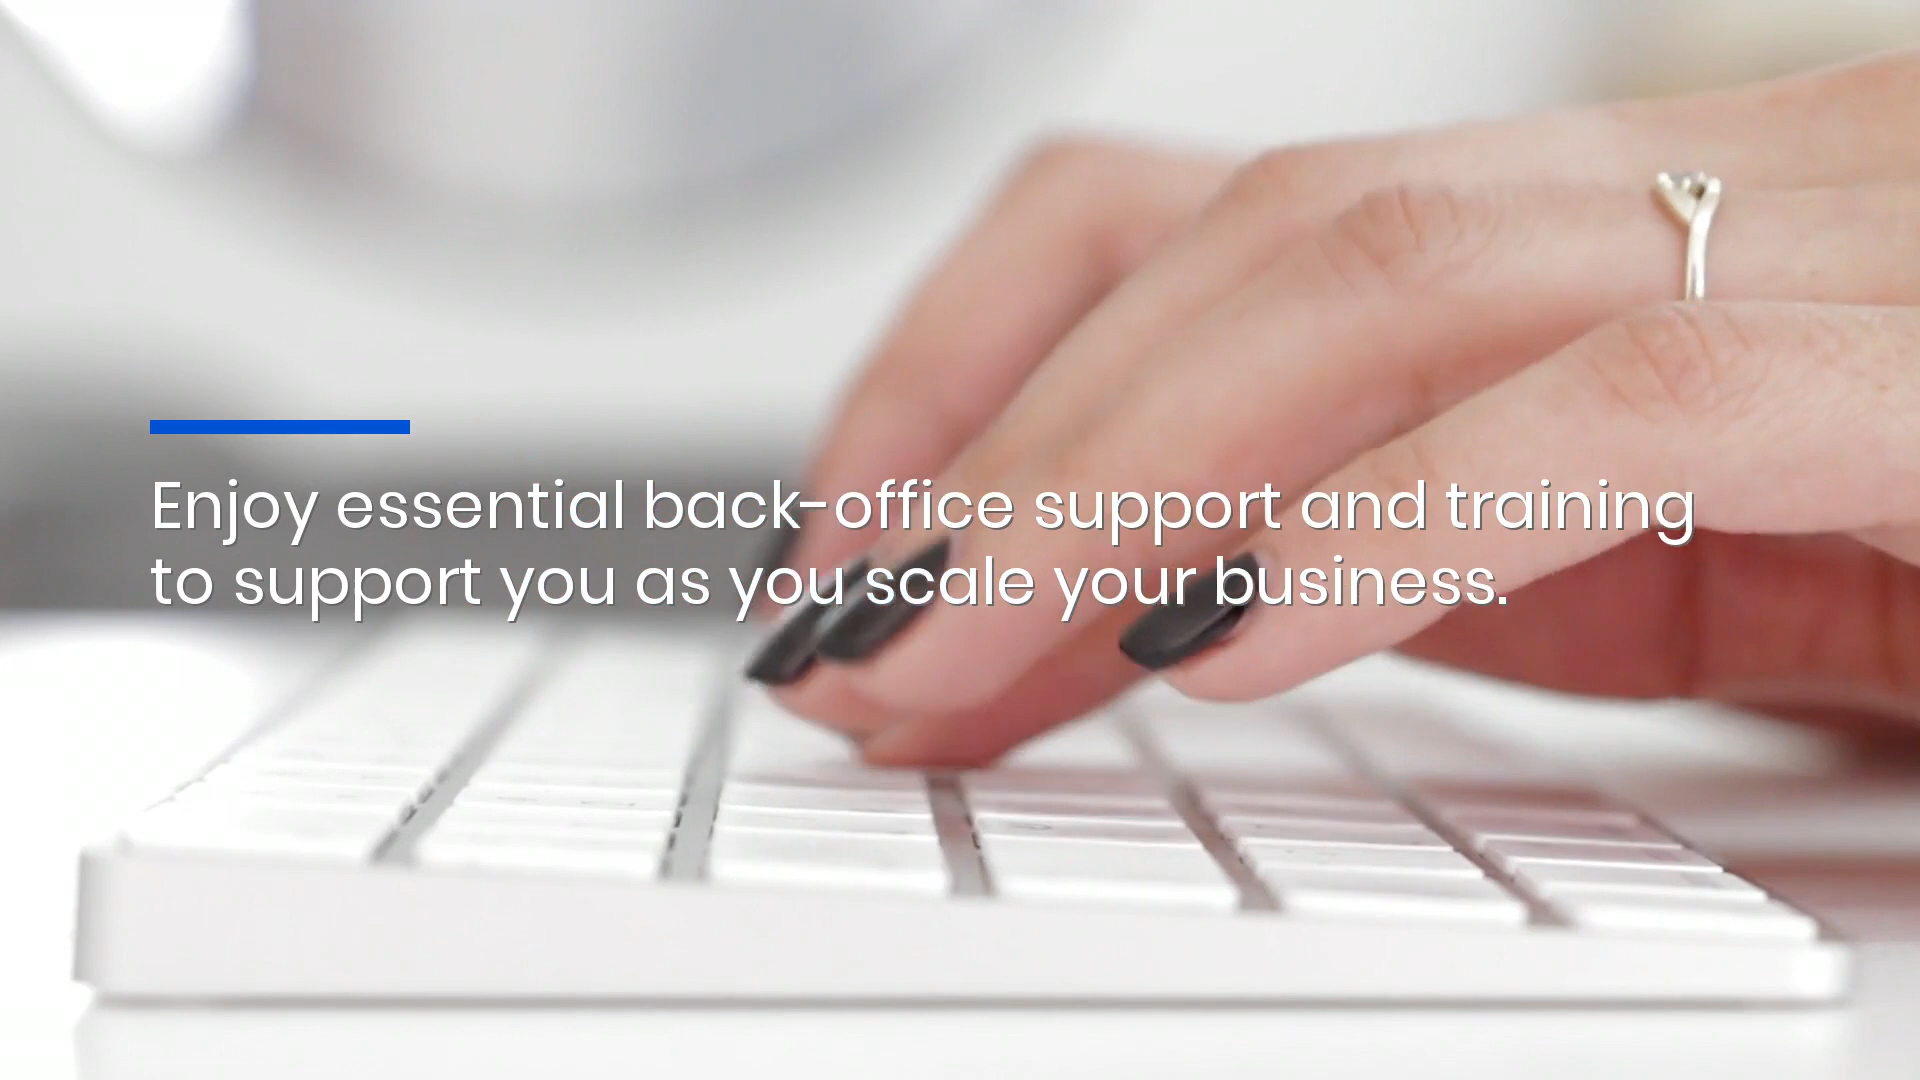 Enjoy essential back-office support and training
to support you as you scale your business.